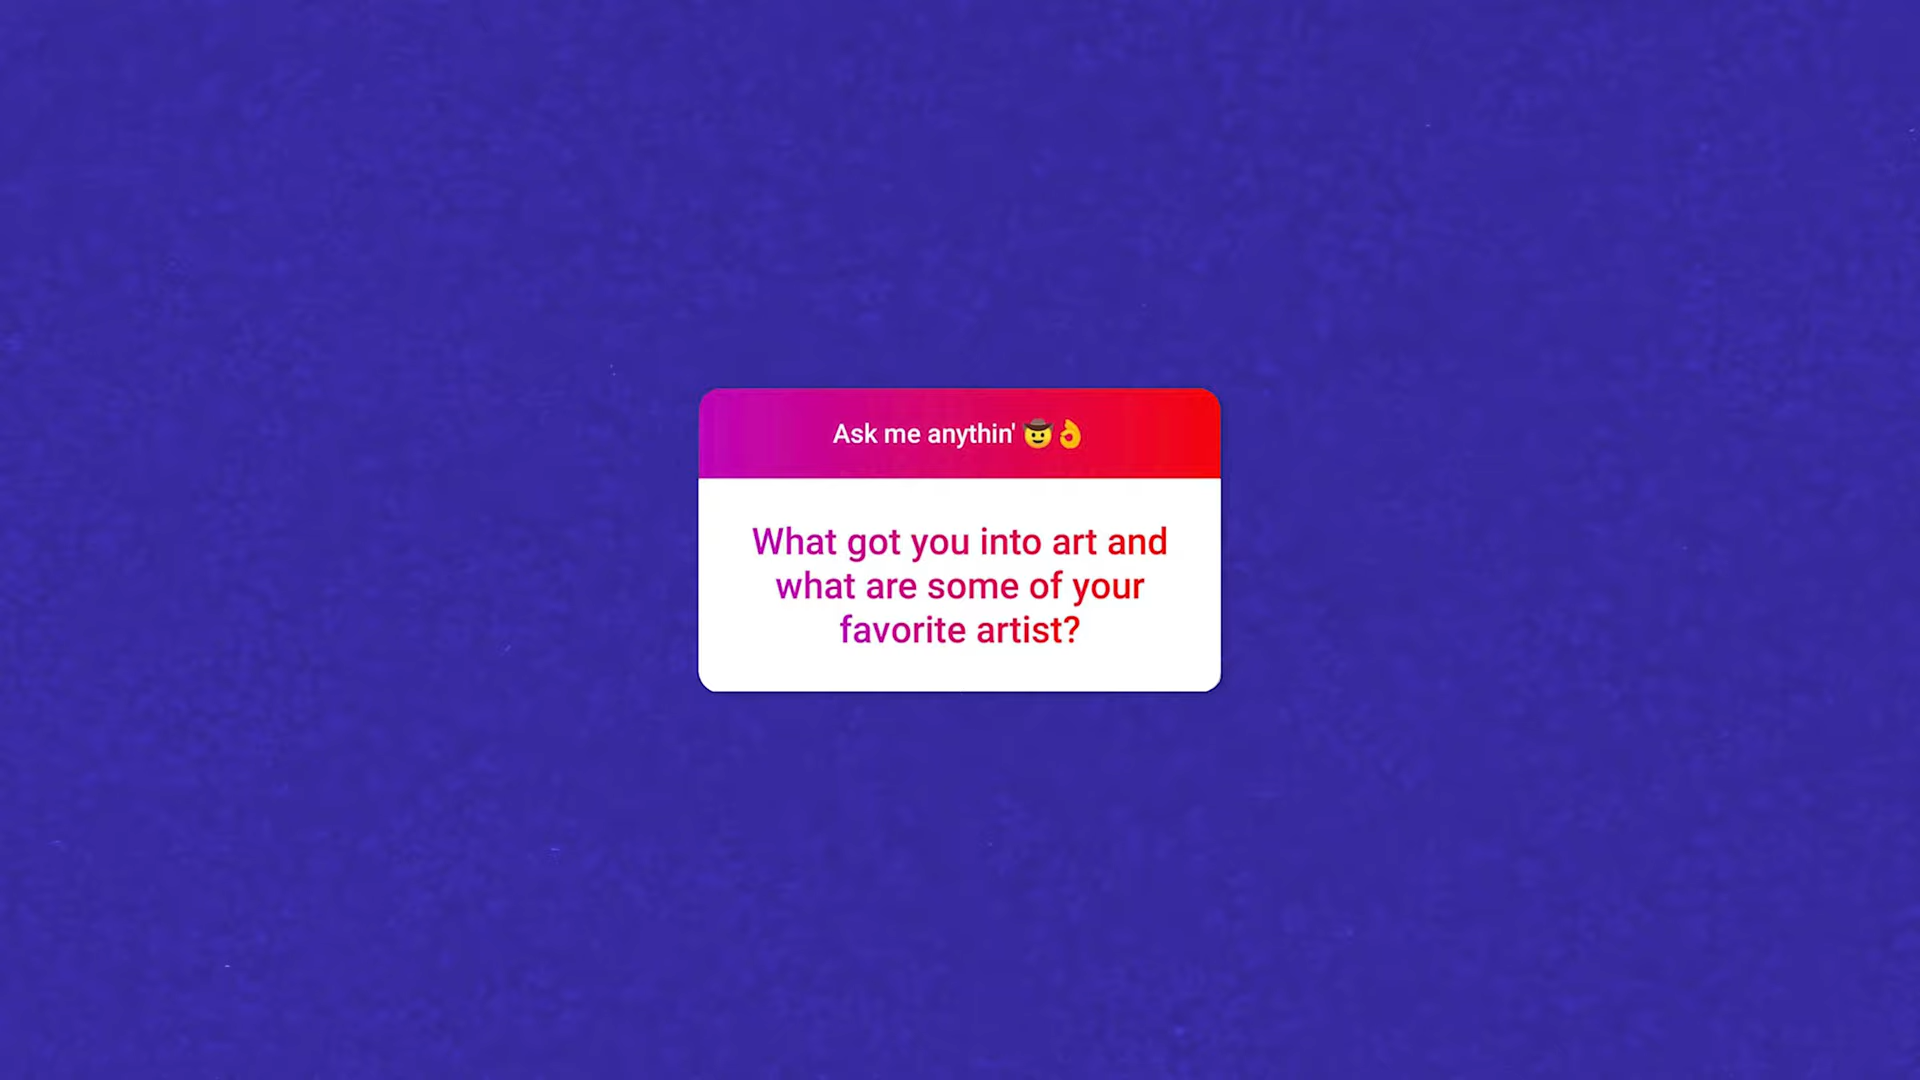 Ask me anythin' 🤠👌
What got you into art and
what are some of your
favorite artist?